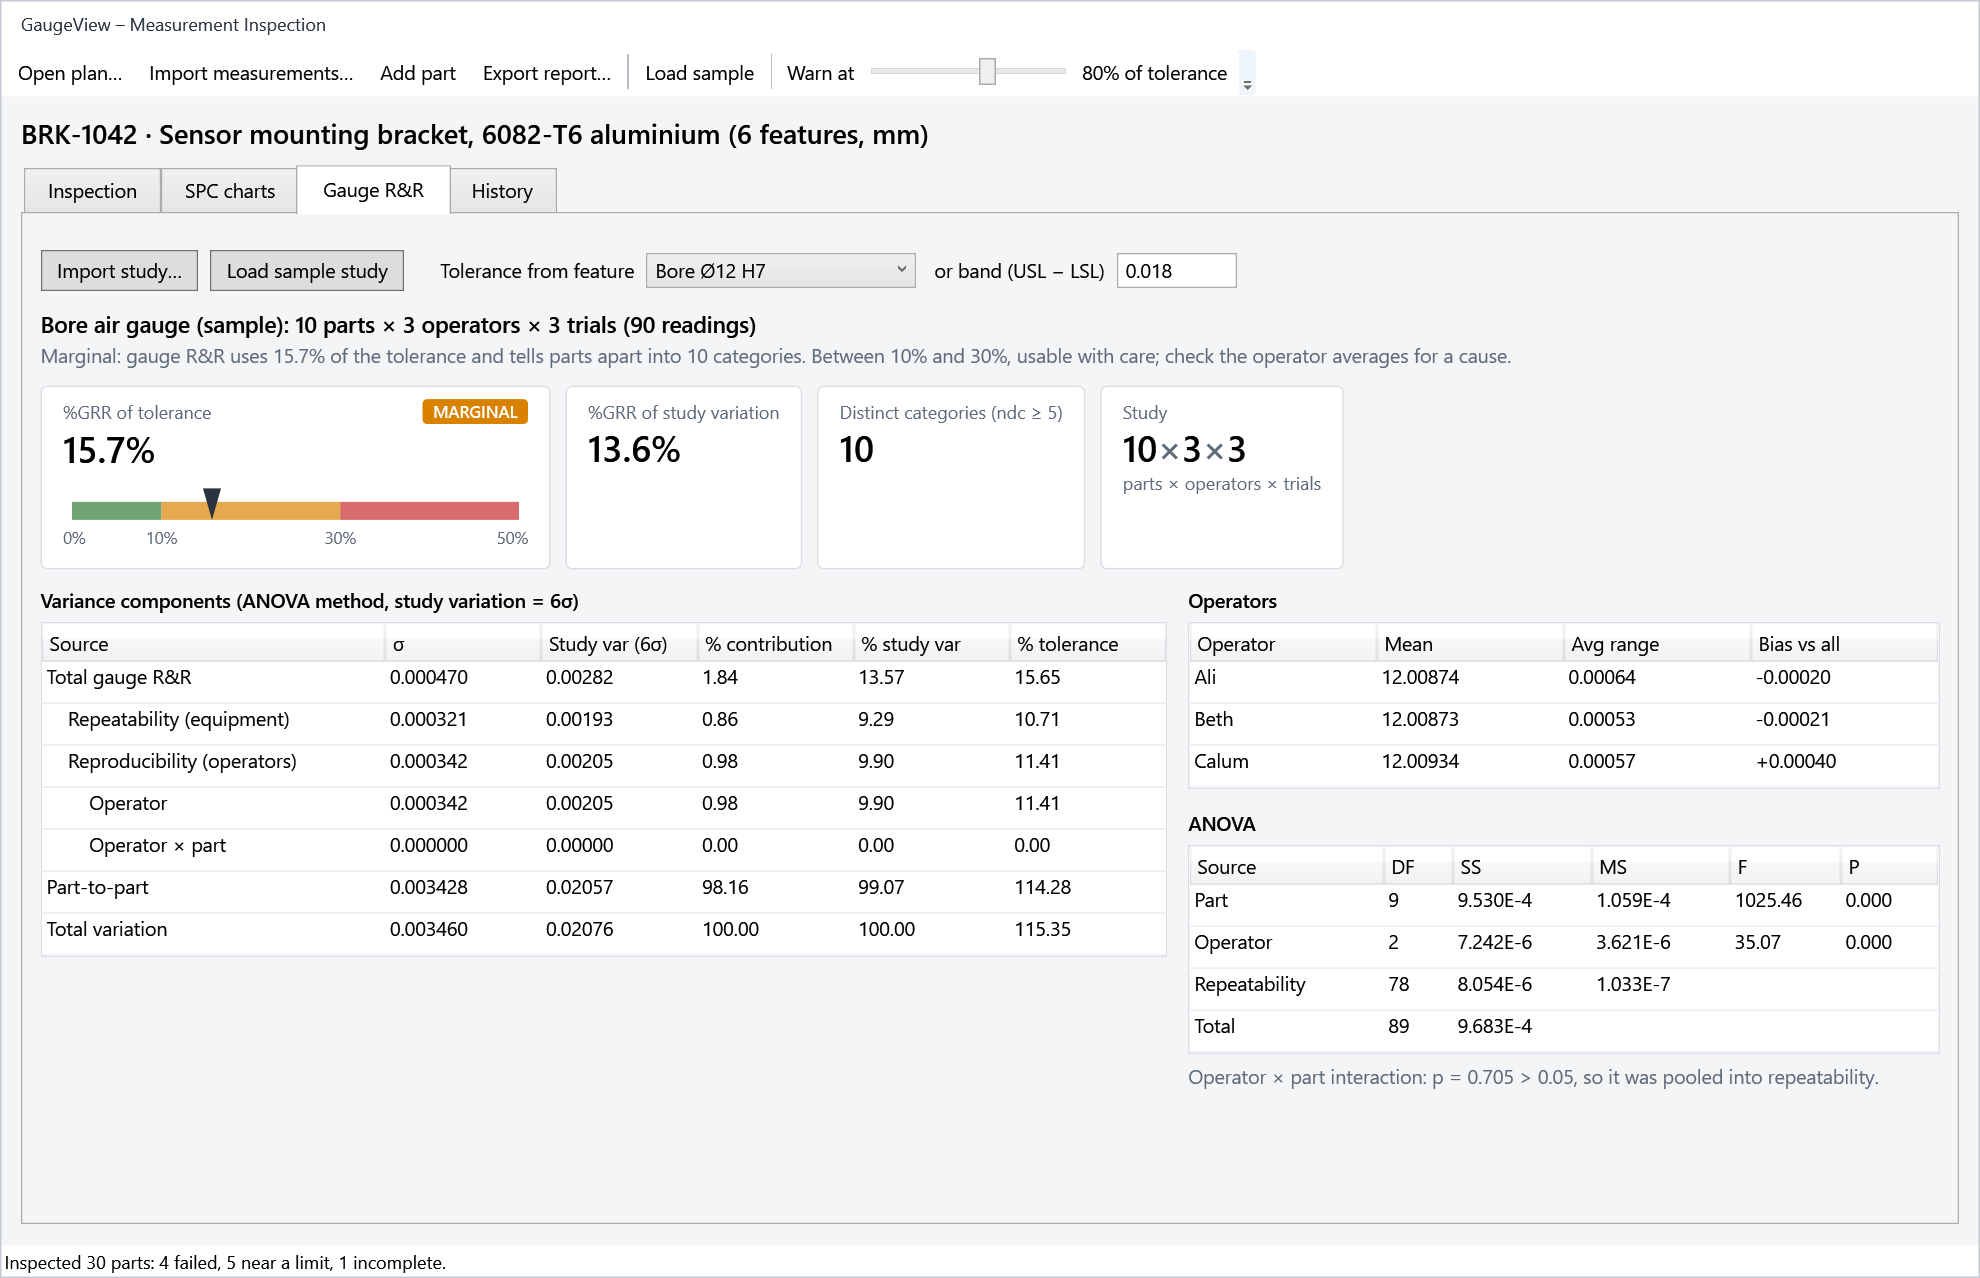 GaugeView – Measurement Inspection
Open plan... Import measurements... Add part Export report... Load sample Warn at 80% of tolerance
BRK-1042 · Sensor mounting bracket, 6082-T6 aluminium (6 features, mm)
Inspection SPC charts Gauge R&R History
Import study... Load sample study Tolerance from feature Bore Ø12 H7 or band (USL − LSL) 0.018
Bore air gauge (sample): 10 parts × 3 operators × 3 trials (90 readings)
Marginal: gauge R&R uses 15.7% of the tolerance and tells parts apart into 10 categories. Between 10% and 30%, usable with care; check the operator averages for a cause.
%GRR of tolerance MARGINAL
15.7%
0% 10% 30% 50%
%GRR of study variation
13.6%
Distinct categories (ndc ≥ 5)
10
Study
10×3×3
parts × operators × trials
Variance components (ANOVA method, study variation = 6σ)
Source σ Study var (6σ) % contribution % study var % tolerance
Total gauge R&R 0.000470 0.00282 1.84 13.57 15.65
Repeatability (equipment) 0.000321 0.00193 0.86 9.29 10.71
Reproducibility (operators) 0.000342 0.00205 0.98 9.90 11.41
Operator 0.000342 0.00205 0.98 9.90 11.41
Operator × part 0.000000 0.00000 0.00 0.00 0.00
Part-to-part 0.003428 0.02057 98.16 99.07 114.28
Total variation 0.003460 0.02076 100.00 100.00 115.35
Operators
Operator Mean Avg range Bias vs all
Ali 12.00874 0.00064 -0.00020
Beth 12.00873 0.00053 -0.00021
Calum 12.00934 0.00057 +0.00040
ANOVA
Source DF SS MS F P
Part 9 9.530E-4 1.059E-4 1025.46 0.000
Operator 2 7.242E-6 3.621E-6 35.07 0.000
Repeatability 78 8.054E-6 1.033E-7
Total 89 9.683E-4
Operator × part interaction: p = 0.705 > 0.05, so it was pooled into repeatability.
Inspected 30 parts: 4 failed, 5 near a limit, 1 incomplete.